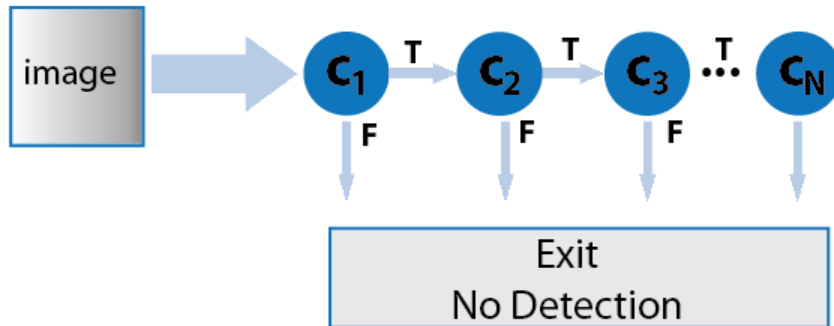 image
C1
T
C2
T
C3
T
...
CN
F
F
F
Exit
No Detection